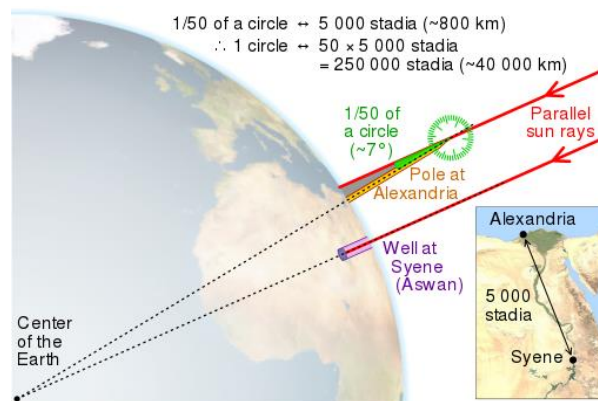 1/50 of a circle ↔ 5 000 stadia (~800 km)
∴ 1 circle ↔ 50 × 5 000 stadia
= 250 000 stadia (~40 000 km)
1/50 of
a circle
(~7°)
Parallel
sun rays
Pole at
Alexandria
Well at
Syene
(Aswan)
Center
of the
Earth
Alexandria
5 000
stadia
Syene